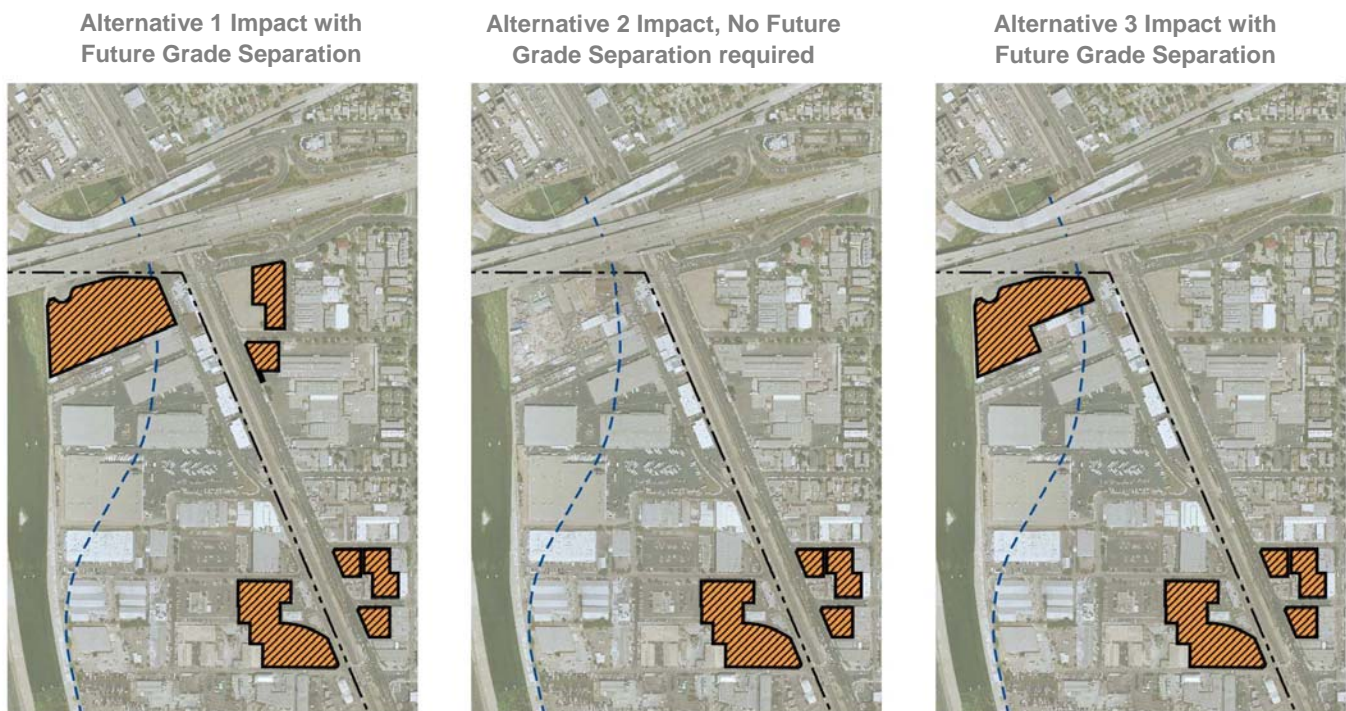 Alternative 1 Impact with
Future Grade Separation
Alternative 2 Impact, No Future
Grade Separation required
Alternative 3 Impact with
Future Grade Separation